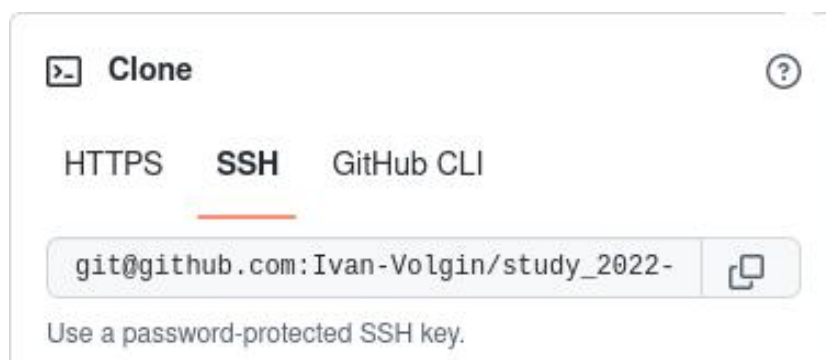 Clone
HTTPS SSH GitHub CLI
git@github.com:Ivan-Volgin/study_2022-
Use a password-protected SSH key.